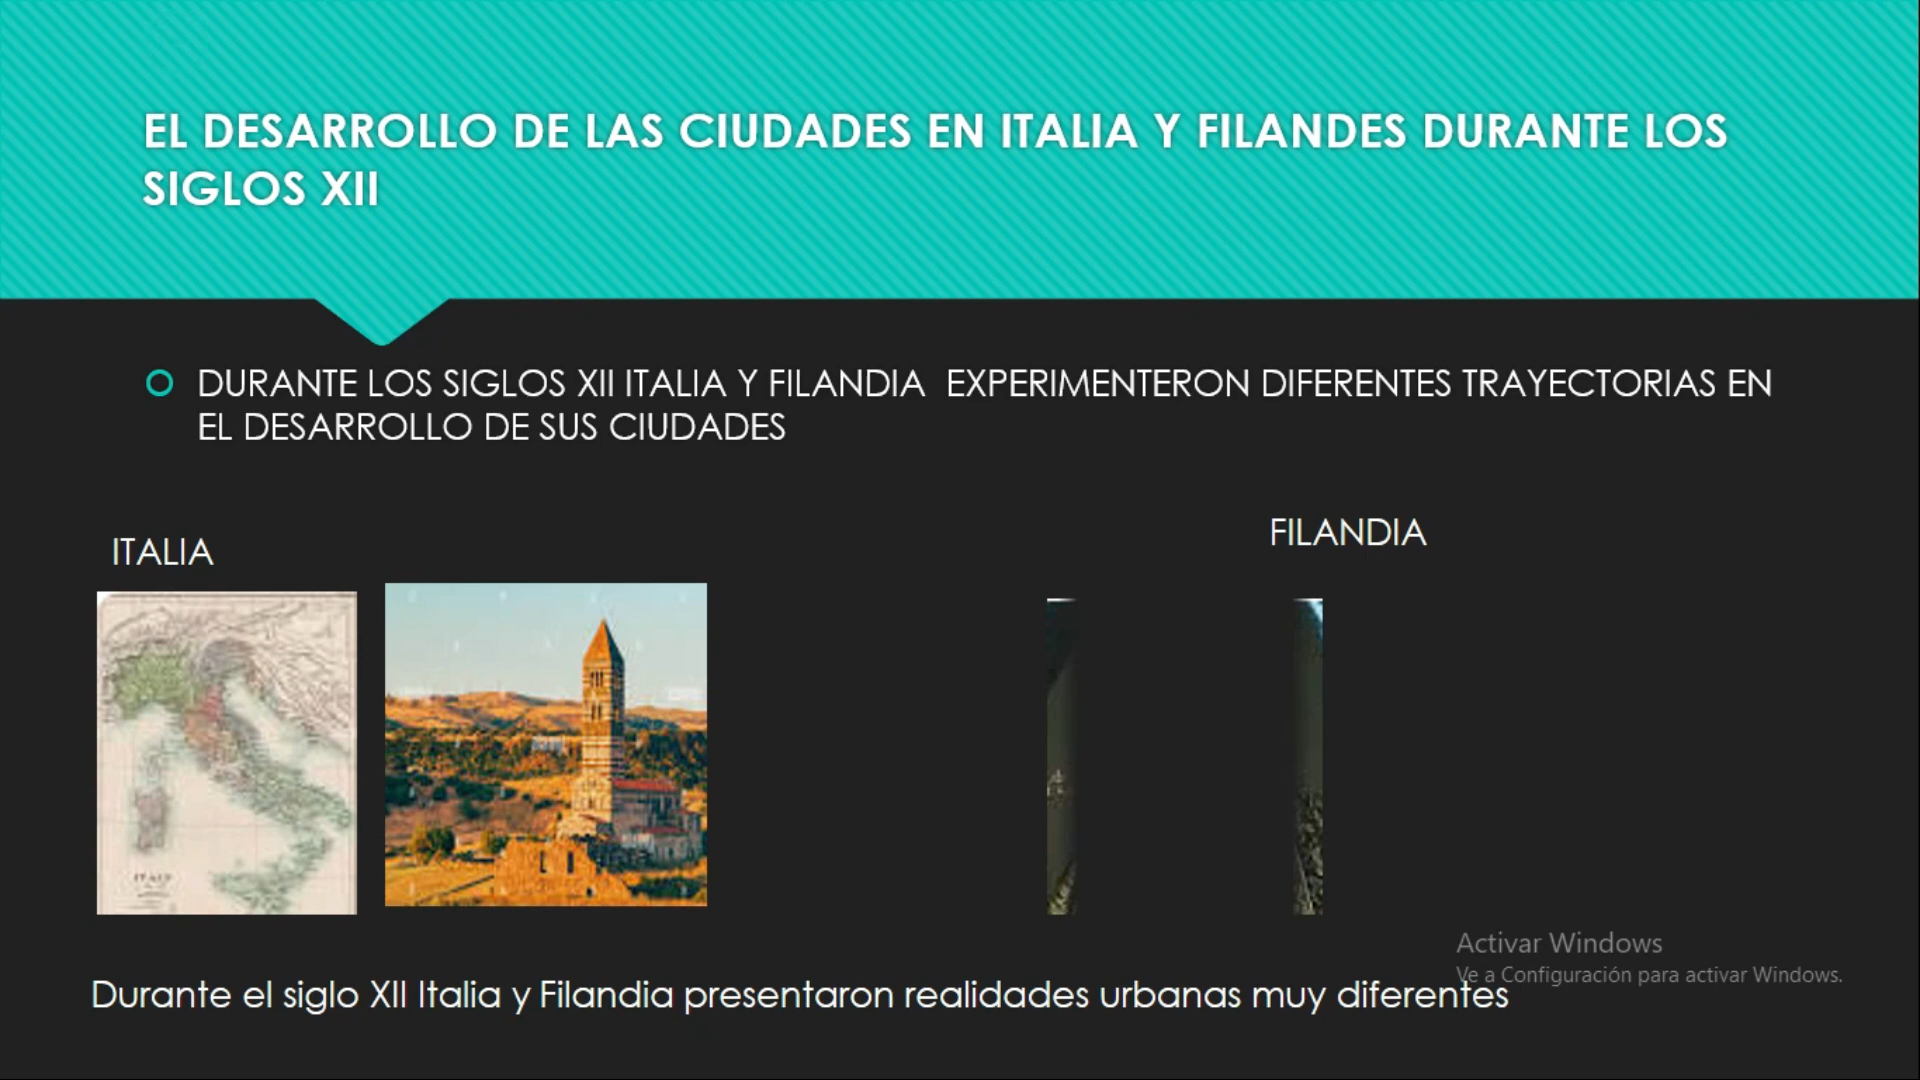 EL DESARROLLO DE LAS CIUDADES EN ITALIA Y FILANDES DURANTE LOS
SIGLOS XII
DURANTE LOS SIGLOS XII ITALIA Y FILANDIA EXPERIMENTERON DIFERENTES TRAYECTORIAS EN
EL DESARROLLO DE SUS CIUDADES
FILANDIA
ITALIA
ITALY
Activar Windows
Ve a Configuración para activar Windows.
Durante el siglo XII Italia y Filandia presentaron realidades urbanas muy diferentes